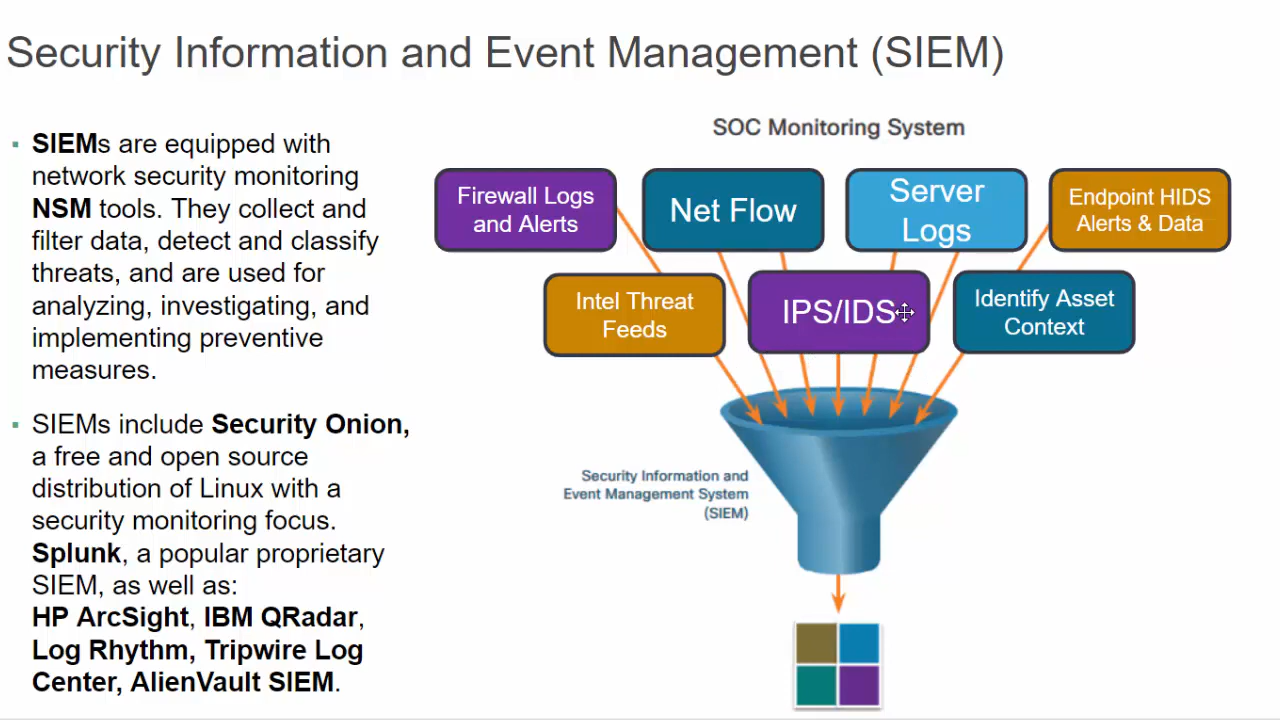 Security Information and Event Management (SIEM)
SIEMs are equipped with
network security monitoring
NSM tools. They collect and
filter data, detect and classify
threats, and are used for
analyzing, investigating, and
implementing preventive
measures.
SIEMs include Security Onion,
a free and open source
distribution of Linux with a
security monitoring focus.
Splunk, a popular proprietary
SIEM, as well as:
HP ArcSight, IBM QRadar,
Log Rhythm, Tripwire Log
Center, AlienVault SIEM.
SOC Monitoring System
Firewall Logs
and Alerts
Net Flow
Server
Logs
Endpoint HIDS
Alerts & Data
Intel Threat
Feeds
IPS/IDS
Identify Asset
Context
Security Information and
Event Management System
(SIEM)